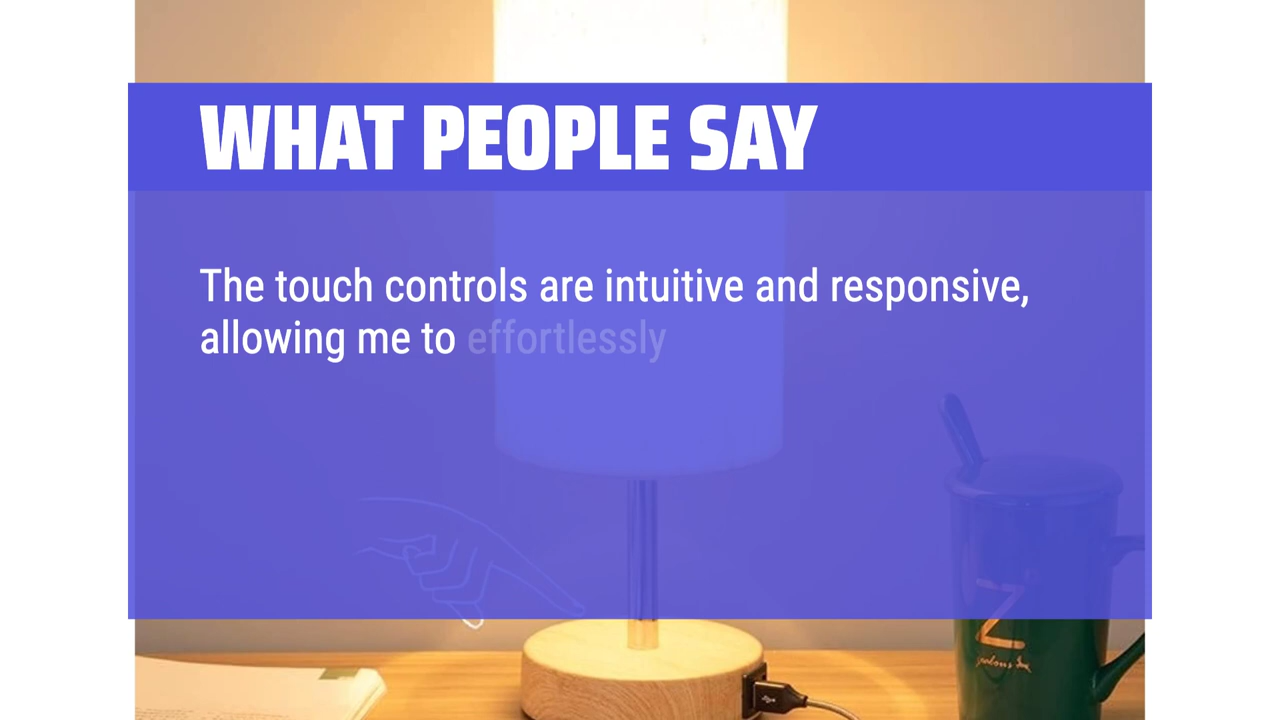 WHAT PEOPLE SAY
The touch controls are intuitive and responsive,
allowing me to effortlessly
Z